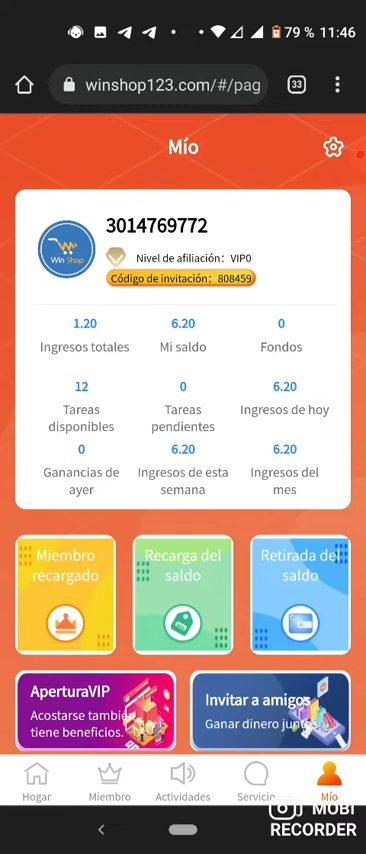 79 % 11:46
winshop123.com/#/pag
33
Mío
3014769772
Win Shop
Nivel de afiliación: VIP0
Código de invitación: 808459
1.20 6.20 0
Ingresos totales Mi saldo Fondos
12 0 6.20
Tareas disponibles Tareas pendientes Ingresos de hoy
0 6.20 6.20
Ganancias de ayer Ingresos de esta semana Ingresos del mes
Miembro recargado
Recarga del saldo
Retirada del saldo
AperturaVIP
Acostarse también
tiene beneficios.
Invitar a amigos
Ganar dinero juntos
Hogar Miembro Actividades Servicio Mío
MOBI
RECORDER